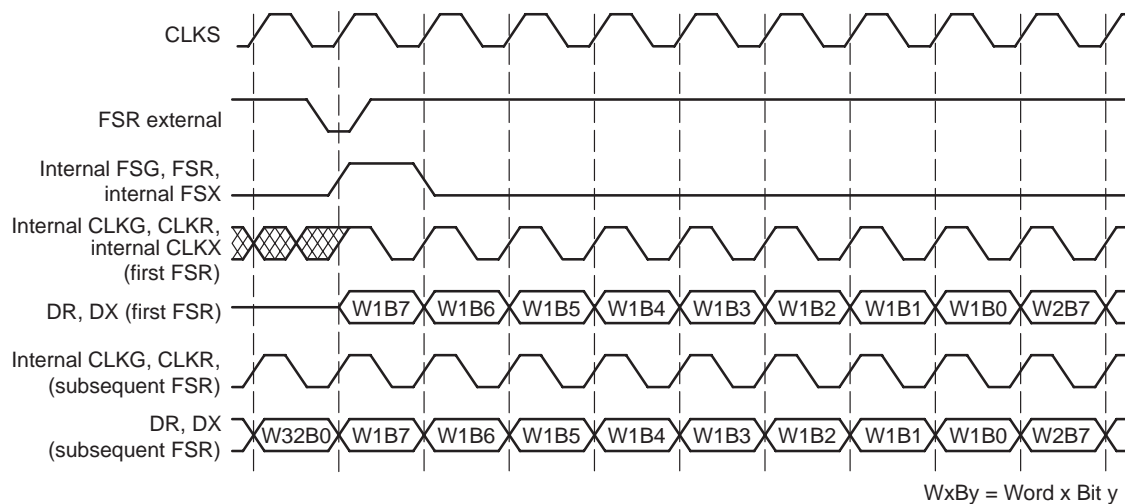 CLKS
FSR external
Internal FSG, FSR,
internal FSX
Internal CLKG, CLKR,
internal CLKX
(first FSR)
DR, DX (first FSR)
W1B7 W1B6 W1B5 W1B4 W1B3 W1B2 W1B1 W1B0 W2B7
Internal CLKG, CLKR,
(subsequent FSR)
DR, DX
(subsequent FSR)
W32B0 W1B7 W1B6 W1B5 W1B4 W1B3 W1B2 W1B1 W1B0 W2B7
WxBy = Word x Bit y